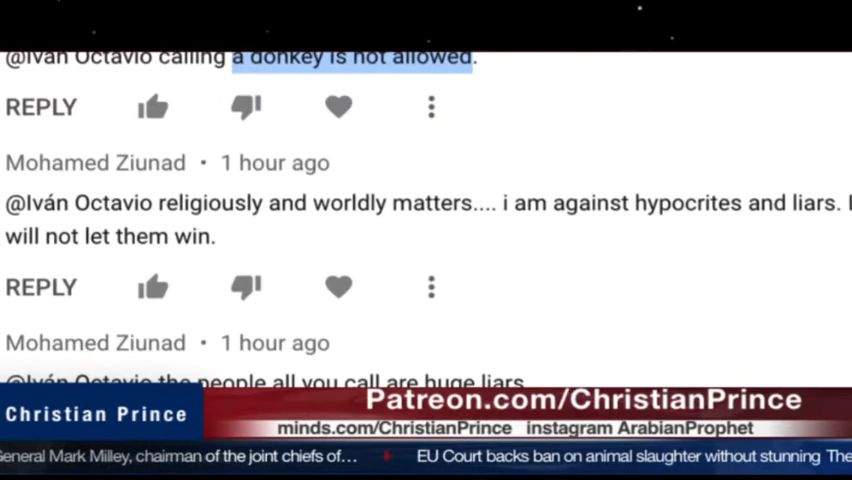 @Iván Octavio calling a donkey is not allowed.
REPLY
Mohamed Ziunad • 1 hour ago
@Iván Octavio religiously and worldly matters.... i am against hypocrites and liars. I
will not let them win.
REPLY
Mohamed Ziunad • 1 hour ago
@Iván Octavio the people all you call are huge liars
Christian Prince
Patreon.com/ChristianPrince
minds.com/ChristianPrince instagram ArabianProphet
General Mark Milley, chairman of the joint chiefs of… EU Court backs ban on animal slaughter without stunning The